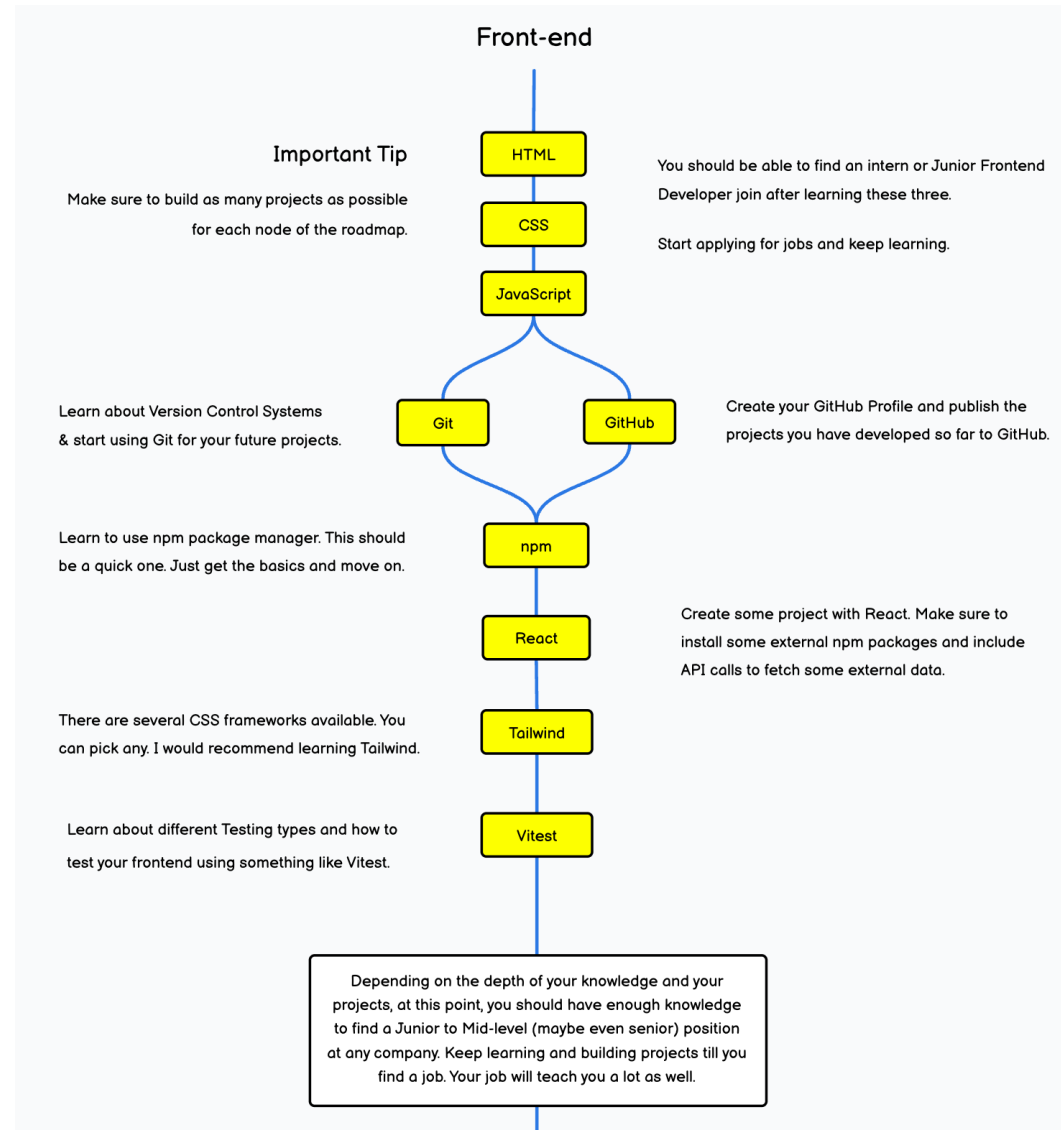 Front-end
HTML
Important Tip
Make sure to build as many projects as possible
for each node of the roadmap.
You should be able to find an intern or Junior Frontend
Developer join after learning these three.
Start applying for jobs and keep learning.
CSS
JavaScript
Learn about Version Control Systems
& start using Git for your future projects.
Git
GitHub
Create your GitHub Profile and publish the
projects you have developed so far to GitHub.
Learn to use npm package manager. This should
be a quick one. Just get the basics and move on.
npm
React
Create some project with React. Make sure to
install some external npm packages and include
API calls to fetch some external data.
There are several CSS frameworks available. You
can pick any. I would recommend learning Tailwind.
Tailwind
Learn about different Testing types and how to
test your frontend using something like Vitest.
Vitest
Depending on the depth of your knowledge and your
projects, at this point, you should have enough knowledge
to find a Junior to Mid-level (maybe even senior) position
at any company. Keep learning and building projects till you
find a job. Your job will teach you a lot as well.